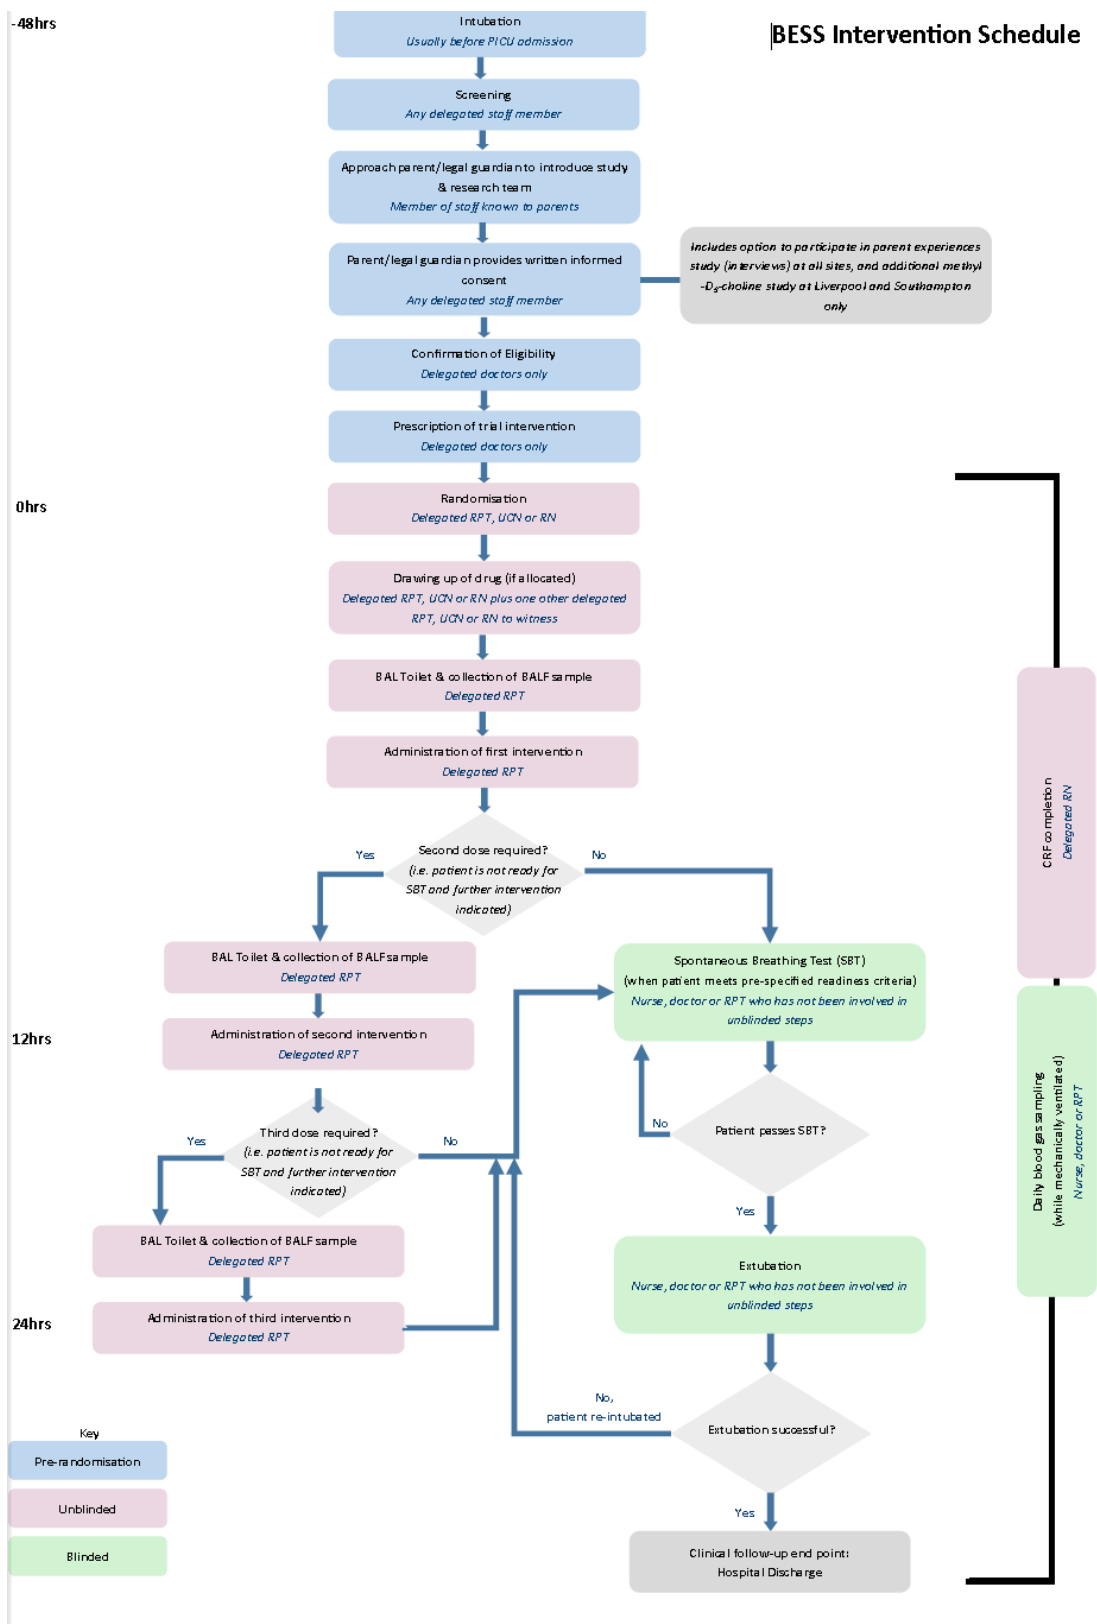 -48hrs
BESS Intervention Schedule
Intubation
Usually before PICU admission
Screening
Any delegated staff member
Approach parent/legal guardian to introduce study
& research team
Member of staff known to parents
Parent/legal guardian provides written informed
consent
Any delegated staff member
Includes option to participate in parent experiences
study (interviews) at all sites, and additional methyl
-D₉-choline study at Liverpool and Southampton
only
Confirmation of Eligibility
Delegated doctors only
Prescription of trial intervention
Delegated doctors only
0hrs
Randomisation
Delegated RPT, UCN or RN
Drawing up of drug (if allocated)
Delegated RPT, UCN or RN plus one other delegated
RPT, UCN or RN to witness
BAL Toilet & collection of BALF sample
Delegated RPT
Administration of first intervention
Delegated RPT
Second dose required?
(i.e. patient is not ready for
SBT and further intervention
indicated)
Yes
No
BAL Toilet & collection of BALF sample
Delegated RPT
12hrs
Administration of second intervention
Delegated RPT
Third dose required?
(i.e. patient is not ready for
SBT and further intervention
indicated)
Yes
No
BAL Toilet & collection of BALF sample
Delegated RPT
24hrs
Administration of third intervention
Delegated RPT
Spontaneous Breathing Test (SBT)
(when patient meets pre-specified readiness criteria)
Nurse, doctor or RPT who has not been involved in
unblinded steps
No
Patient passes SBT?
Yes
Extubation
Nurse, doctor or RPT who has not been involved in
unblinded steps
No,
patient re-intubated
Extubation successful?
Yes
Clinical follow-up end point:
Hospital Discharge
CRF completion
Delegated RN
Daily blood gas sampling
(while mechanically ventilated)
Nurse, doctor or RPT
Key
Pre-randomisation
Unblinded
Blinded